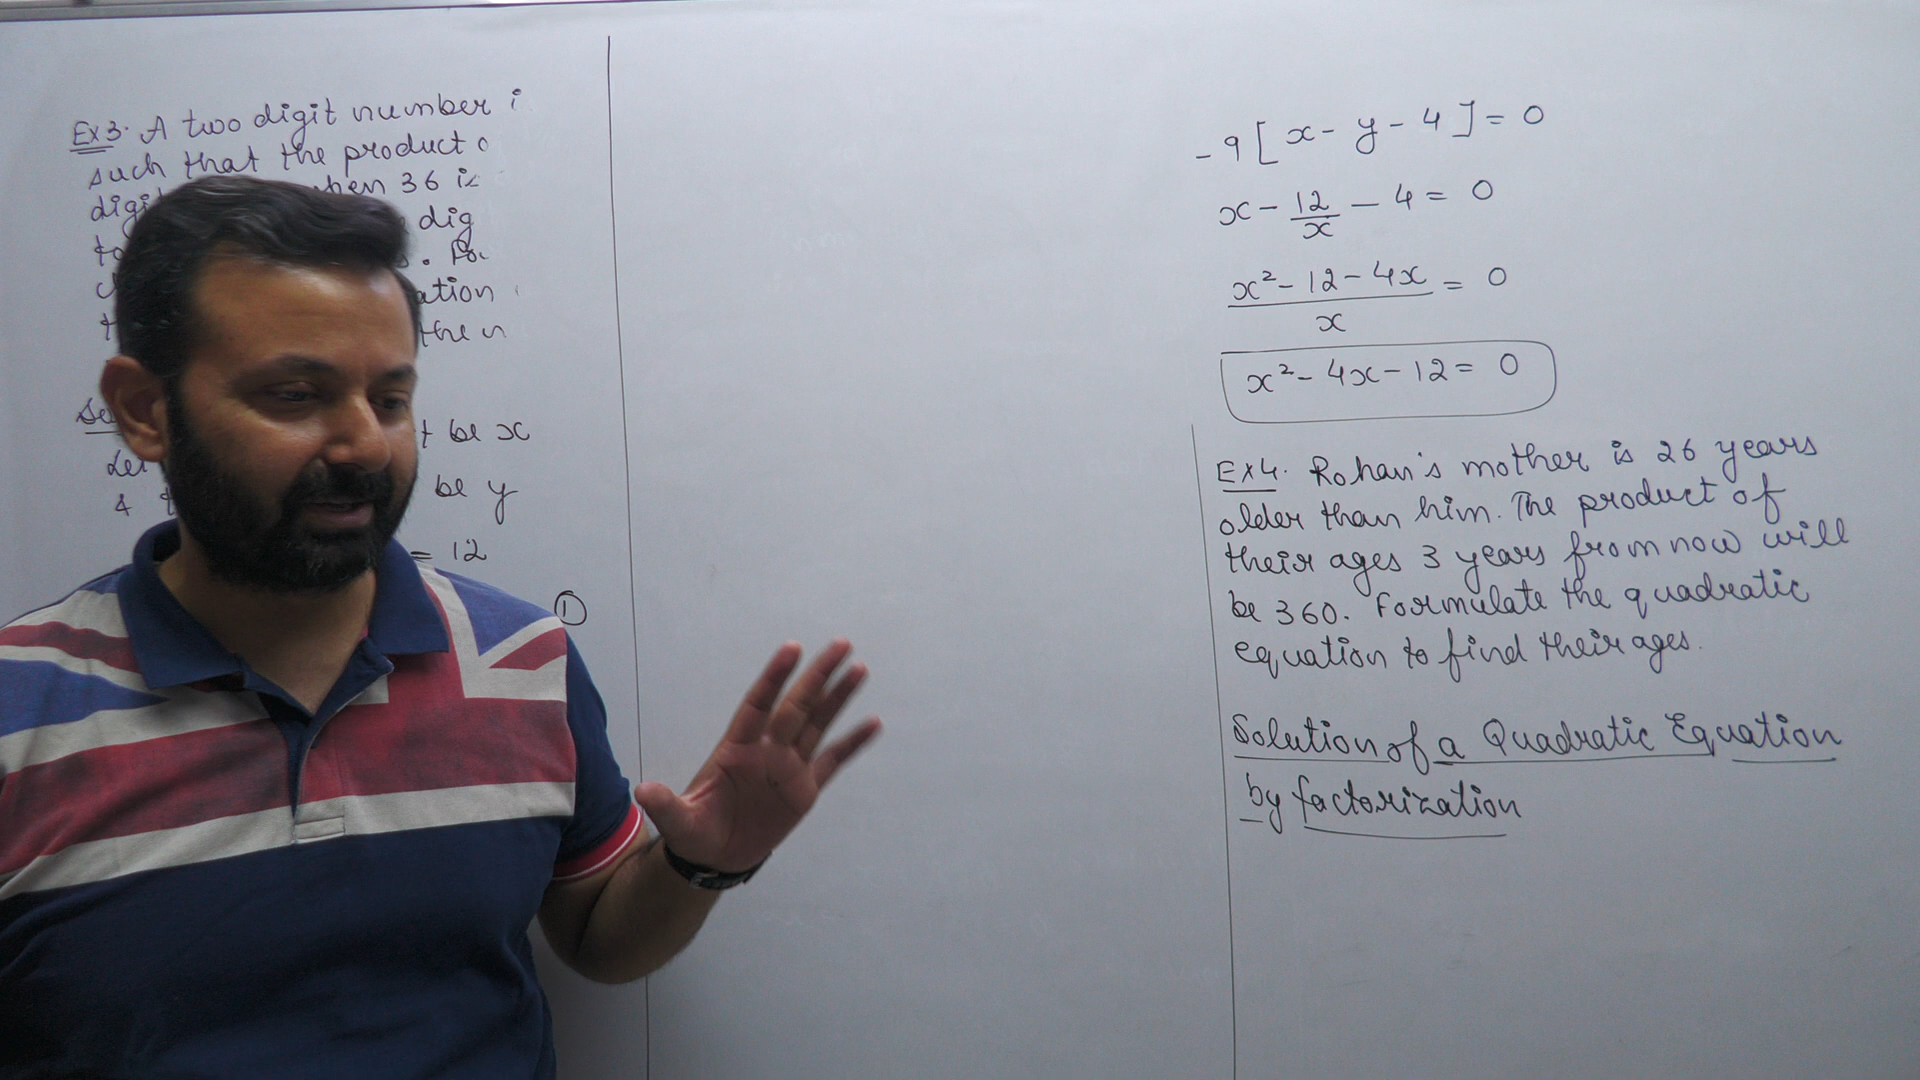 Ex3. A two digit number i
such that the product o
36 is
dig
ation
the n
t be x
Let
& be y
= 12
①
-9[x - y - 4] = 0
x - 12/x - 4 = 0
x² - 12 - 4x / x = 0
x² - 4x - 12 = 0
Ex4. Rohan's mother is 26 years
older than him. The product of
their ages 3 years from now will
be 360. Formulate the quadratic
equation to find their ages.
Solution of a Quadratic Equation
by factorization